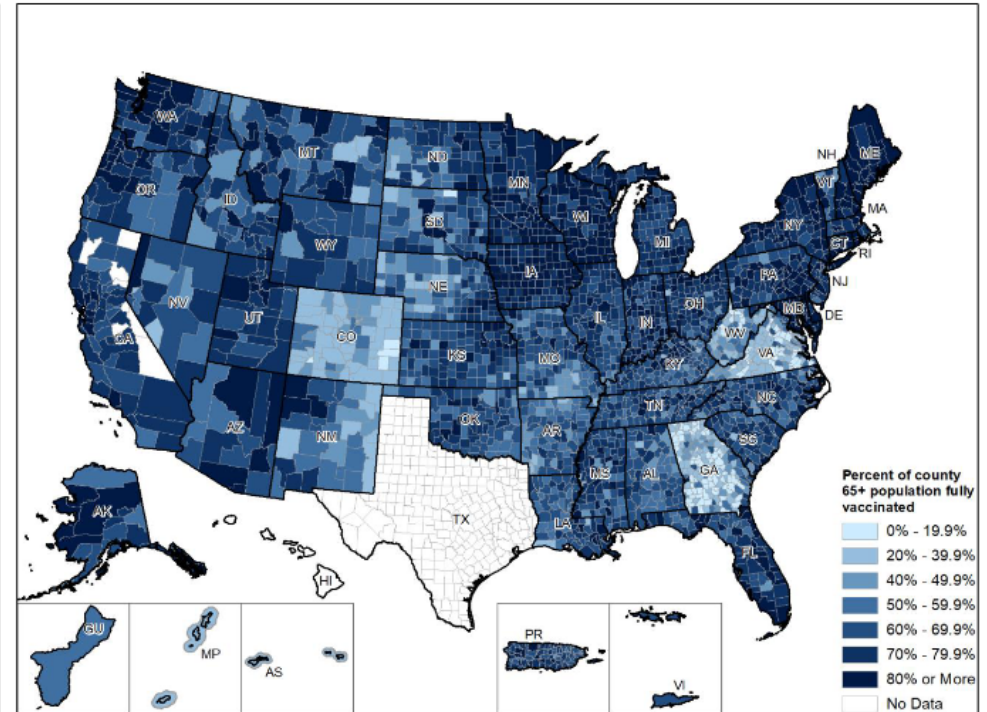 WA
MT
ND
MN
OR
ID
SD
WI
WY
MI
NV
UT
CO
NE
IA
CA
AZ
NM
KS
OK
TX
MO
AR
LA
IL
IN
OH
KY
TN
MS
AL
GA
FL
SC
NC
VA
WV
PA
NY
VT
NH
ME
MA
CT
RI
NJ
MD
DE
AK
HI
GU
MP
AS
PR
VI
Percent of county
65+ population fully
vaccinated
0% - 19.9%
20% - 39.9%
40% - 49.9%
50% - 59.9%
60% - 69.9%
70% - 79.9%
80% or More
No Data